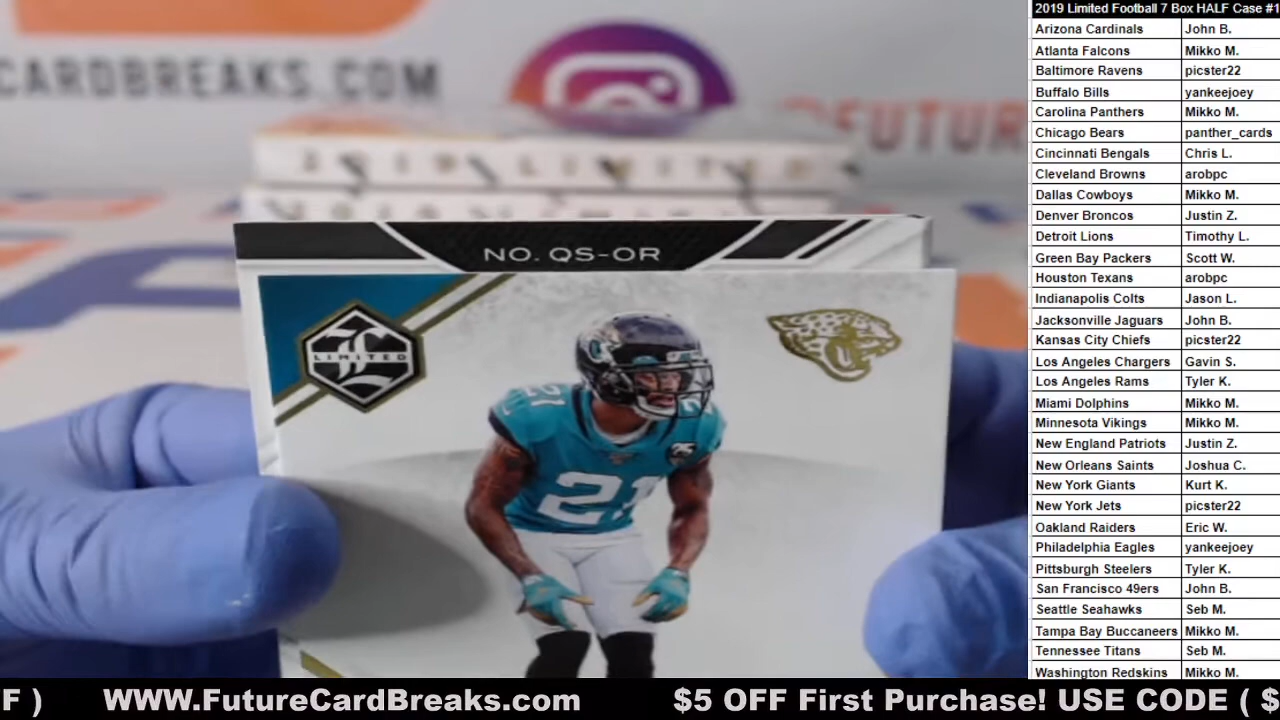 CARDBREAKS.COM
FUTUR
LIMITED
NO. QS-OR
LIMITED
21
21
2019 Limited Football 7 Box HALF Case #1
Arizona Cardinals John B.
Atlanta Falcons Mikko M.
Baltimore Ravens picster22
Buffalo Bills yankeejoey
Carolina Panthers Mikko M.
Chicago Bears panther_cards
Cincinnati Bengals Chris L.
Cleveland Browns arobpc
Dallas Cowboys Mikko M.
Denver Broncos Justin Z.
Detroit Lions Timothy L.
Green Bay Packers Scott W.
Houston Texans arobpc
Indianapolis Colts Jason L.
Jacksonville Jaguars John B.
Kansas City Chiefs picster22
Los Angeles Chargers Gavin S.
Los Angeles Rams Tyler K.
Miami Dolphins Mikko M.
Minnesota Vikings Mikko M.
New England Patriots Justin Z.
New Orleans Saints Joshua C.
New York Giants Kurt K.
New York Jets picster22
Oakland Raiders Eric W.
Philadelphia Eagles yankeejoey
Pittsburgh Steelers Tyler K.
San Francisco 49ers John B.
Seattle Seahawks Seb M.
Tampa Bay Buccaneers Mikko M.
Tennessee Titans Seb M.
Washington Redskins Mikko M.
F ) WWW.FutureCardBreaks.com $5 OFF First Purchase! USE CODE ( $